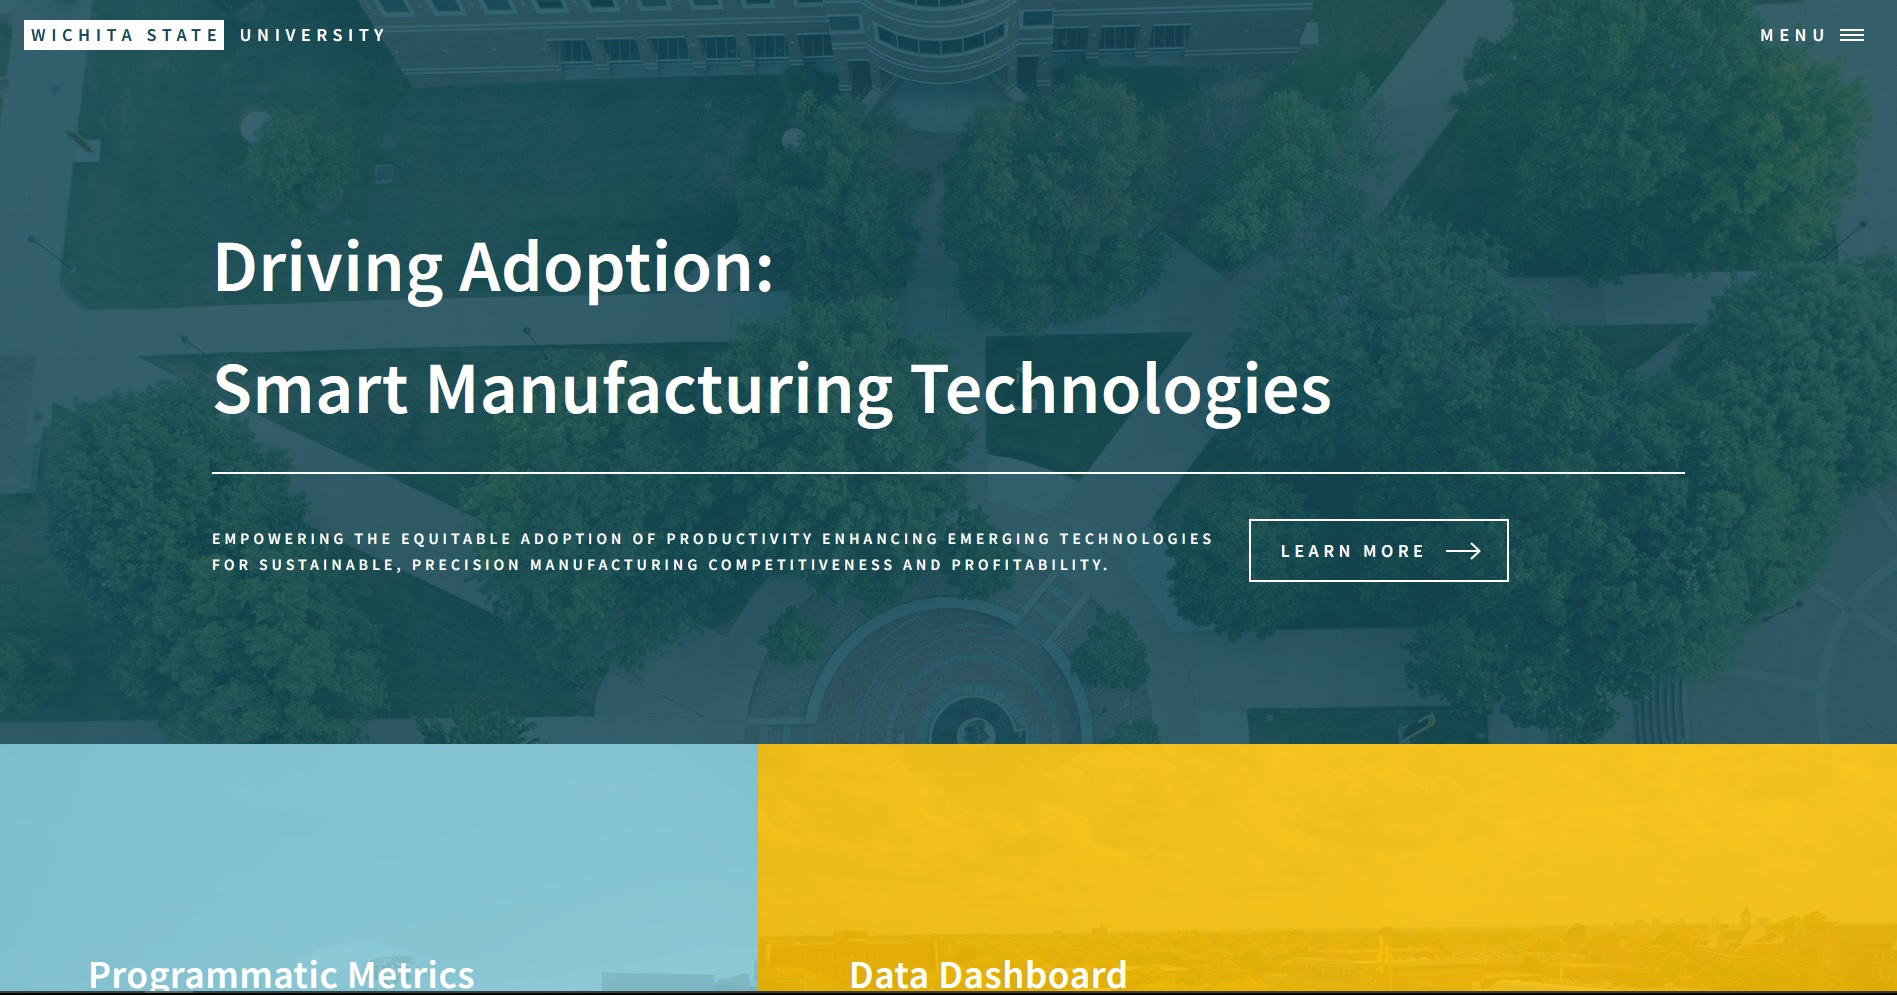 WICHITA STATE UNIVERSITY
MENU
Driving Adoption:
Smart Manufacturing Technologies
EMPOWERING THE EQUITABLE ADOPTION OF PRODUCTIVITY ENHANCING EMERGING TECHNOLOGIES
FOR SUSTAINABLE, PRECISION MANUFACTURING COMPETITIVENESS AND PROFITABILITY.
LEARN MORE
Programmatic Metrics
Data Dashboard